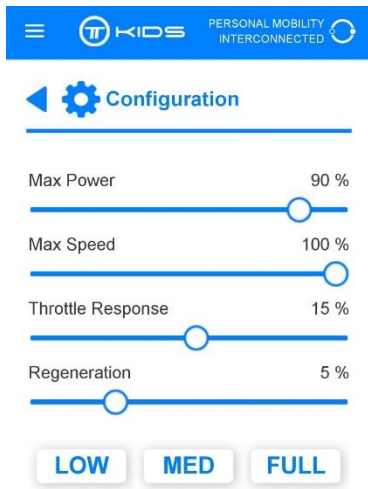 KIDS
PERSONAL MOBILITY
INTERCONNECTED
Configuration
Max Power 90 %
Max Speed 100 %
Throttle Response 15 %
Regeneration 5 %
LOW MED FULL